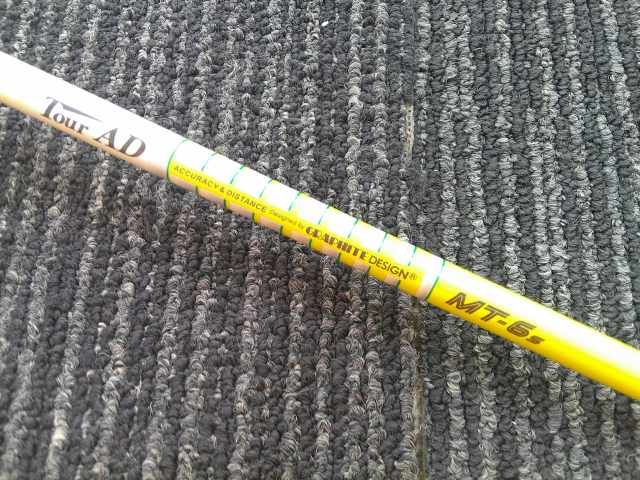 Tour AD
ACCURACY & DISTANCE Designed by GRAPHITE DESIGN®
MT-6s